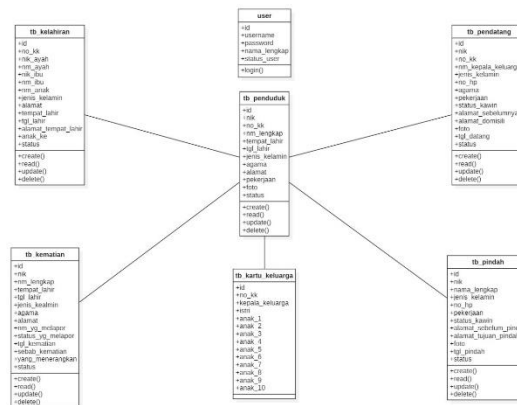 user
+id
+username
+password
+nama_lengkap
+status_user
+login()
tb_kelahiran
+id
+no_kk
+nik_ayah
+nm_ayah
+nik_ibu
+nm_ibu
+nm_anak
+jenis_kelamin
+alamat
+tempat_lahir
+tgl_lahir
+alamat_tempat_lahir
+anak_ke
+status
+create()
+read()
+update()
+delete()
tb_pendatang
+id
+nik
+no_kk
+nm_kepala_keluarga
+jenis_kelamin
+no_hp
+agama
+pekerjaan
+status_kawin
+alamat_sebelumnya
+alamat_domisili
+foto
+tgl_datang
+status
+create()
+read()
+update()
+delete()
tb_penduduk
+id
+nik
+no_kk
+nm_lengkap
+tempat_lahir
+tgl_lahir
+jenis_kelamin
+agama
+alamat
+pekerjaan
+foto
+status
+create()
+read()
+update()
+delete()
tb_kematian
+id
+nik
+nm_lengkap
+tempat_lahir
+tgl_lahir
+jenis_kealmin
+agama
+alamat
+nm_yg_melapor
+status_yg_melapor
+tgl_kematian
+sebab_kematian
+yang_menerangkan
+status
+create()
+read()
+update()
+delete()
tb_kartu_keluarga
+id
+no_kk
+kepala_keluarga
+istri
+anak_1
+anak_2
+anak_3
+anak_4
+anak_5
+anak_6
+anak_7
+anak_8
+anak_9
+anak_10
tb_pindah
+id
+nik
+nama_lengkap
+jenis_kelamin
+no_hp
+pekerjaan
+status_kawin
+alamat_sebelum_pind
+alamat_tujuan_pindah
+foto
+tgl_pindah
+status
+create()
+read()
+update()
+delete()